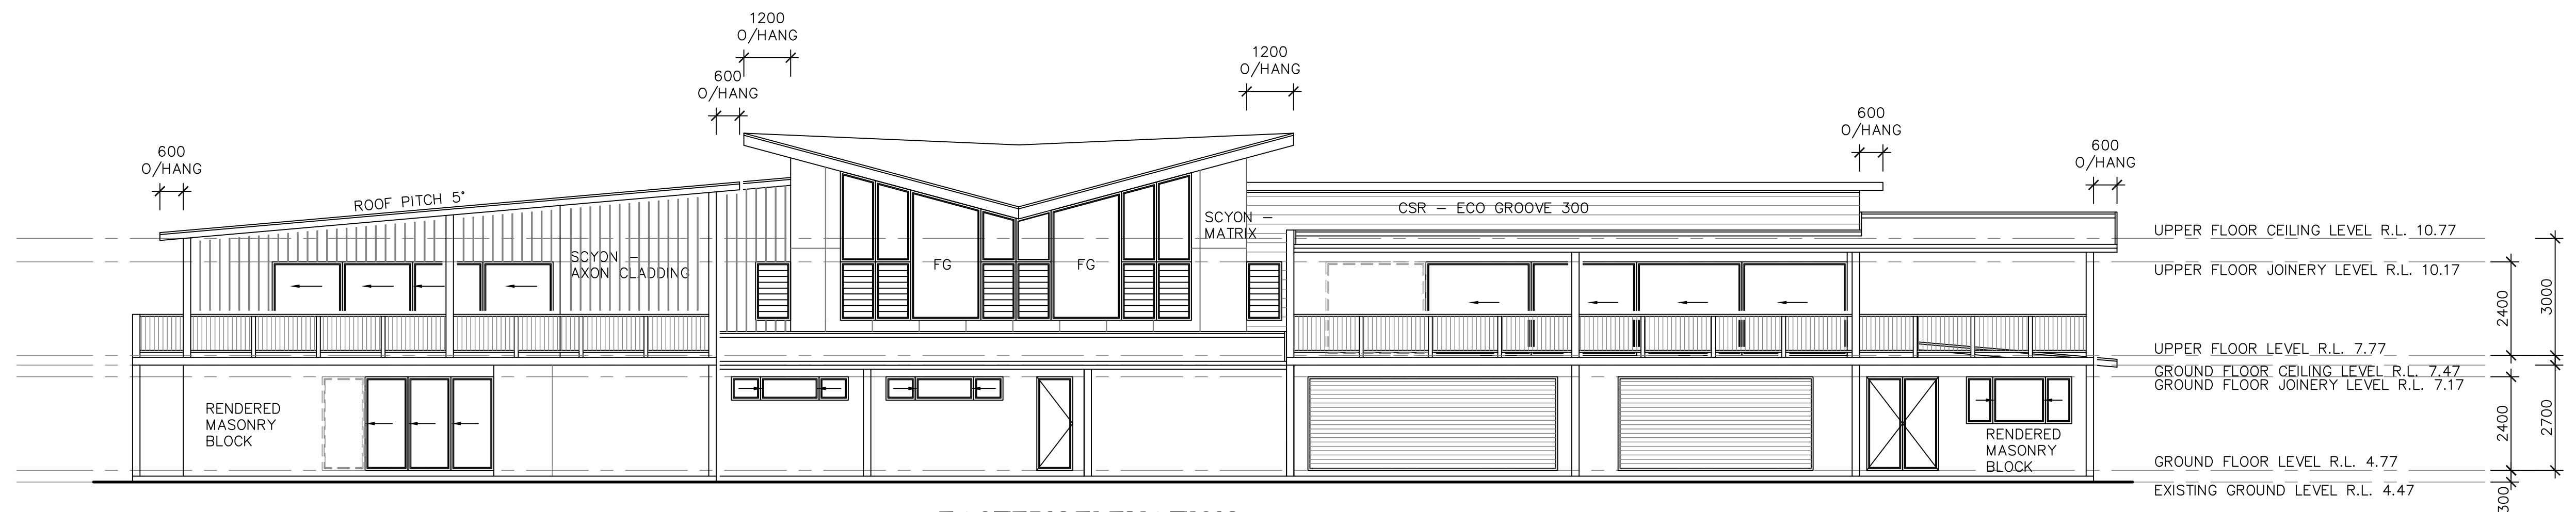 1200
O/HANG
600
O/HANG
1200
O/HANG
600
O/HANG
600
O/HANG
600
O/HANG
ROOF PITCH 5°
SCYON –
AXON CLADDING
FG
FG
SCYON –
MATRIX
CSR – ECO GROOVE 300
RENDERED
MASONRY
BLOCK
RENDERED
MASONRY
BLOCK
UPPER FLOOR CEILING LEVEL R.L. 10.77
UPPER FLOOR JOINERY LEVEL R.L. 10.17
UPPER FLOOR LEVEL R.L. 7.77
GROUND FLOOR CEILING LEVEL R.L. 7.47
GROUND FLOOR JOINERY LEVEL R.L. 7.17
GROUND FLOOR LEVEL R.L. 4.77
EXISTING GROUND LEVEL R.L. 4.47
2400
3000
2400
2700
300